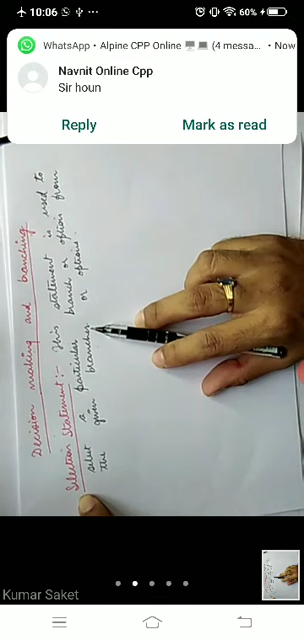 10:06
60%
WhatsApp • Alpine CPP Online 🖥️💻 (4 messa... • Now
Navnit Online Cpp
Sir houn
Reply
Mark as read
Decision making and branching
Selection Statement:- This statement is used to
select a particular branch or option from
the given branches or options.
Kumar Saket